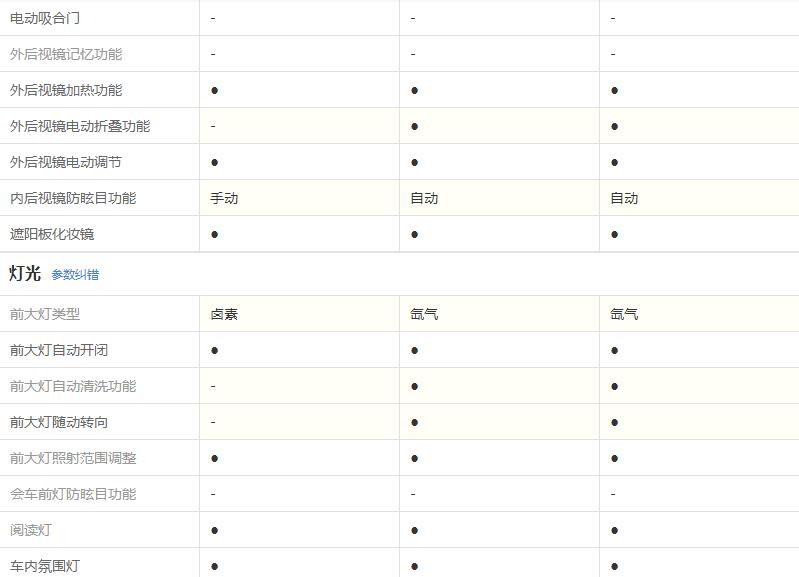 电动吸合门 - - -
外后视镜记忆功能 - - -
外后视镜加热功能 ● ● ●
外后视镜电动折叠功能 - ● ●
外后视镜电动调节 ● ● ●
内后视镜防眩目功能 手动 自动 自动
遮阳板化妆镜 ● ● ●
灯光 参数纠错
前大灯类型 卤素 氙气 氙气
前大灯自动开闭 ● ● ●
前大灯自动清洗功能 - ● ●
前大灯随动转向 - ● ●
前大灯照射范围调整 ● ● ●
会车前灯防眩目功能 - - -
阅读灯 ● ● ●
车内氛围灯 ● ● ●